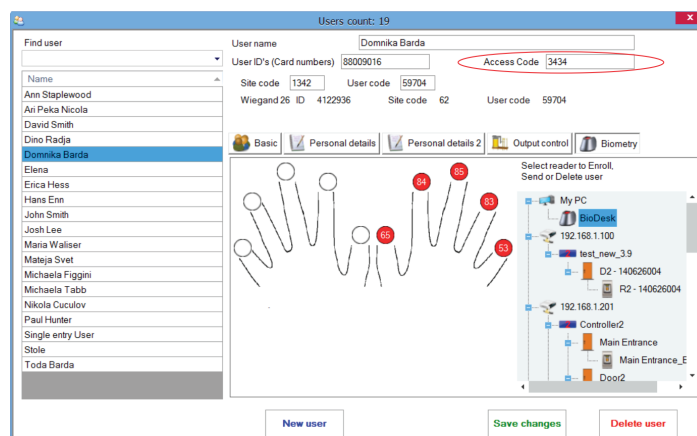 Users count: 19
x
Find user
User name Domnika Barda
User ID's (Card numbers) 88009016 Access Code 3434
Site code 1342 User code 59704
Wiegand 26 ID 4122936 Site code 62 User code 59704
Name
Ann Staplewood
Ari Peka Nicola
David Smith
Dino Radja
Domnika Barda
Elena
Erica Hess
Hans Enn
John Smith
Josh Lee
Maria Waliser
Mateja Svet
Michaela Figgini
Michaela Tabb
Nikola Cuculov
Paul Hunter
Single entry User
Stole
Toda Barda
Basic Personal details Personal details 2 Output control Biometry
84
85
83
65
53
Select reader to Enroll,
Send or Delete user
My PC
BioDesk
192.168.1.100
test_new_3.9
D2 - 140626004
R2 - 140626004
192.168.1.201
Controller2
Main Entrance
Main Entrance_E
Door2
New user Save changes Delete user